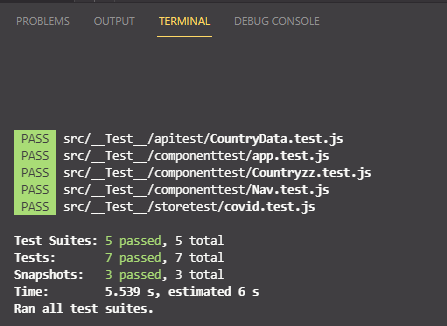 PROBLEMS OUTPUT TERMINAL DEBUG CONSOLE
PASS src/__Test__/apitest/CountryData.test.js
PASS src/__Test__/componenttest/app.test.js
PASS src/__Test__/componenttest/Countryzz.test.js
PASS src/__Test__/componenttest/Nav.test.js
PASS src/__Test__/storetest/covid.test.js
Test Suites: 5 passed, 5 total
Tests: 7 passed, 7 total
Snapshots: 3 passed, 3 total
Time: 5.539 s, estimated 6 s
Ran all test suites.